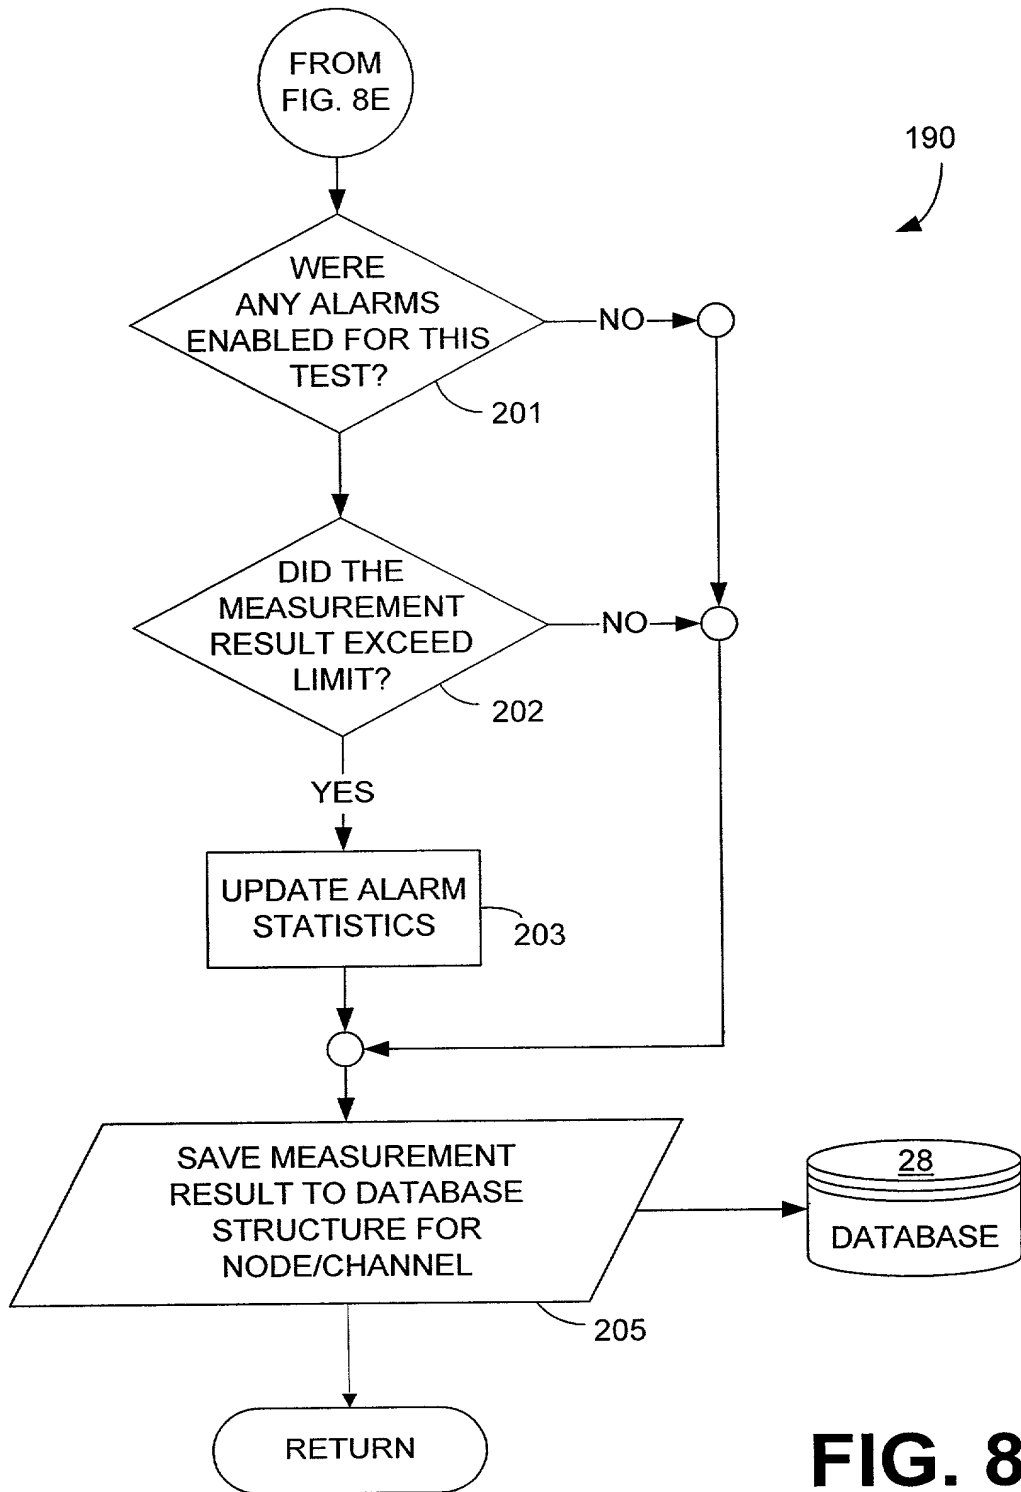 FROM
FIG. 8E
190
WERE
ANY ALARMS
ENABLED FOR THIS
TEST?
NO
201
DID THE
MEASUREMENT
RESULT EXCEED
LIMIT?
NO
202
YES
UPDATE ALARM
STATISTICS
203
SAVE MEASUREMENT
RESULT TO DATABASE
STRUCTURE FOR
NODE/CHANNEL
205
28
DATABASE
RETURN
FIG. 8